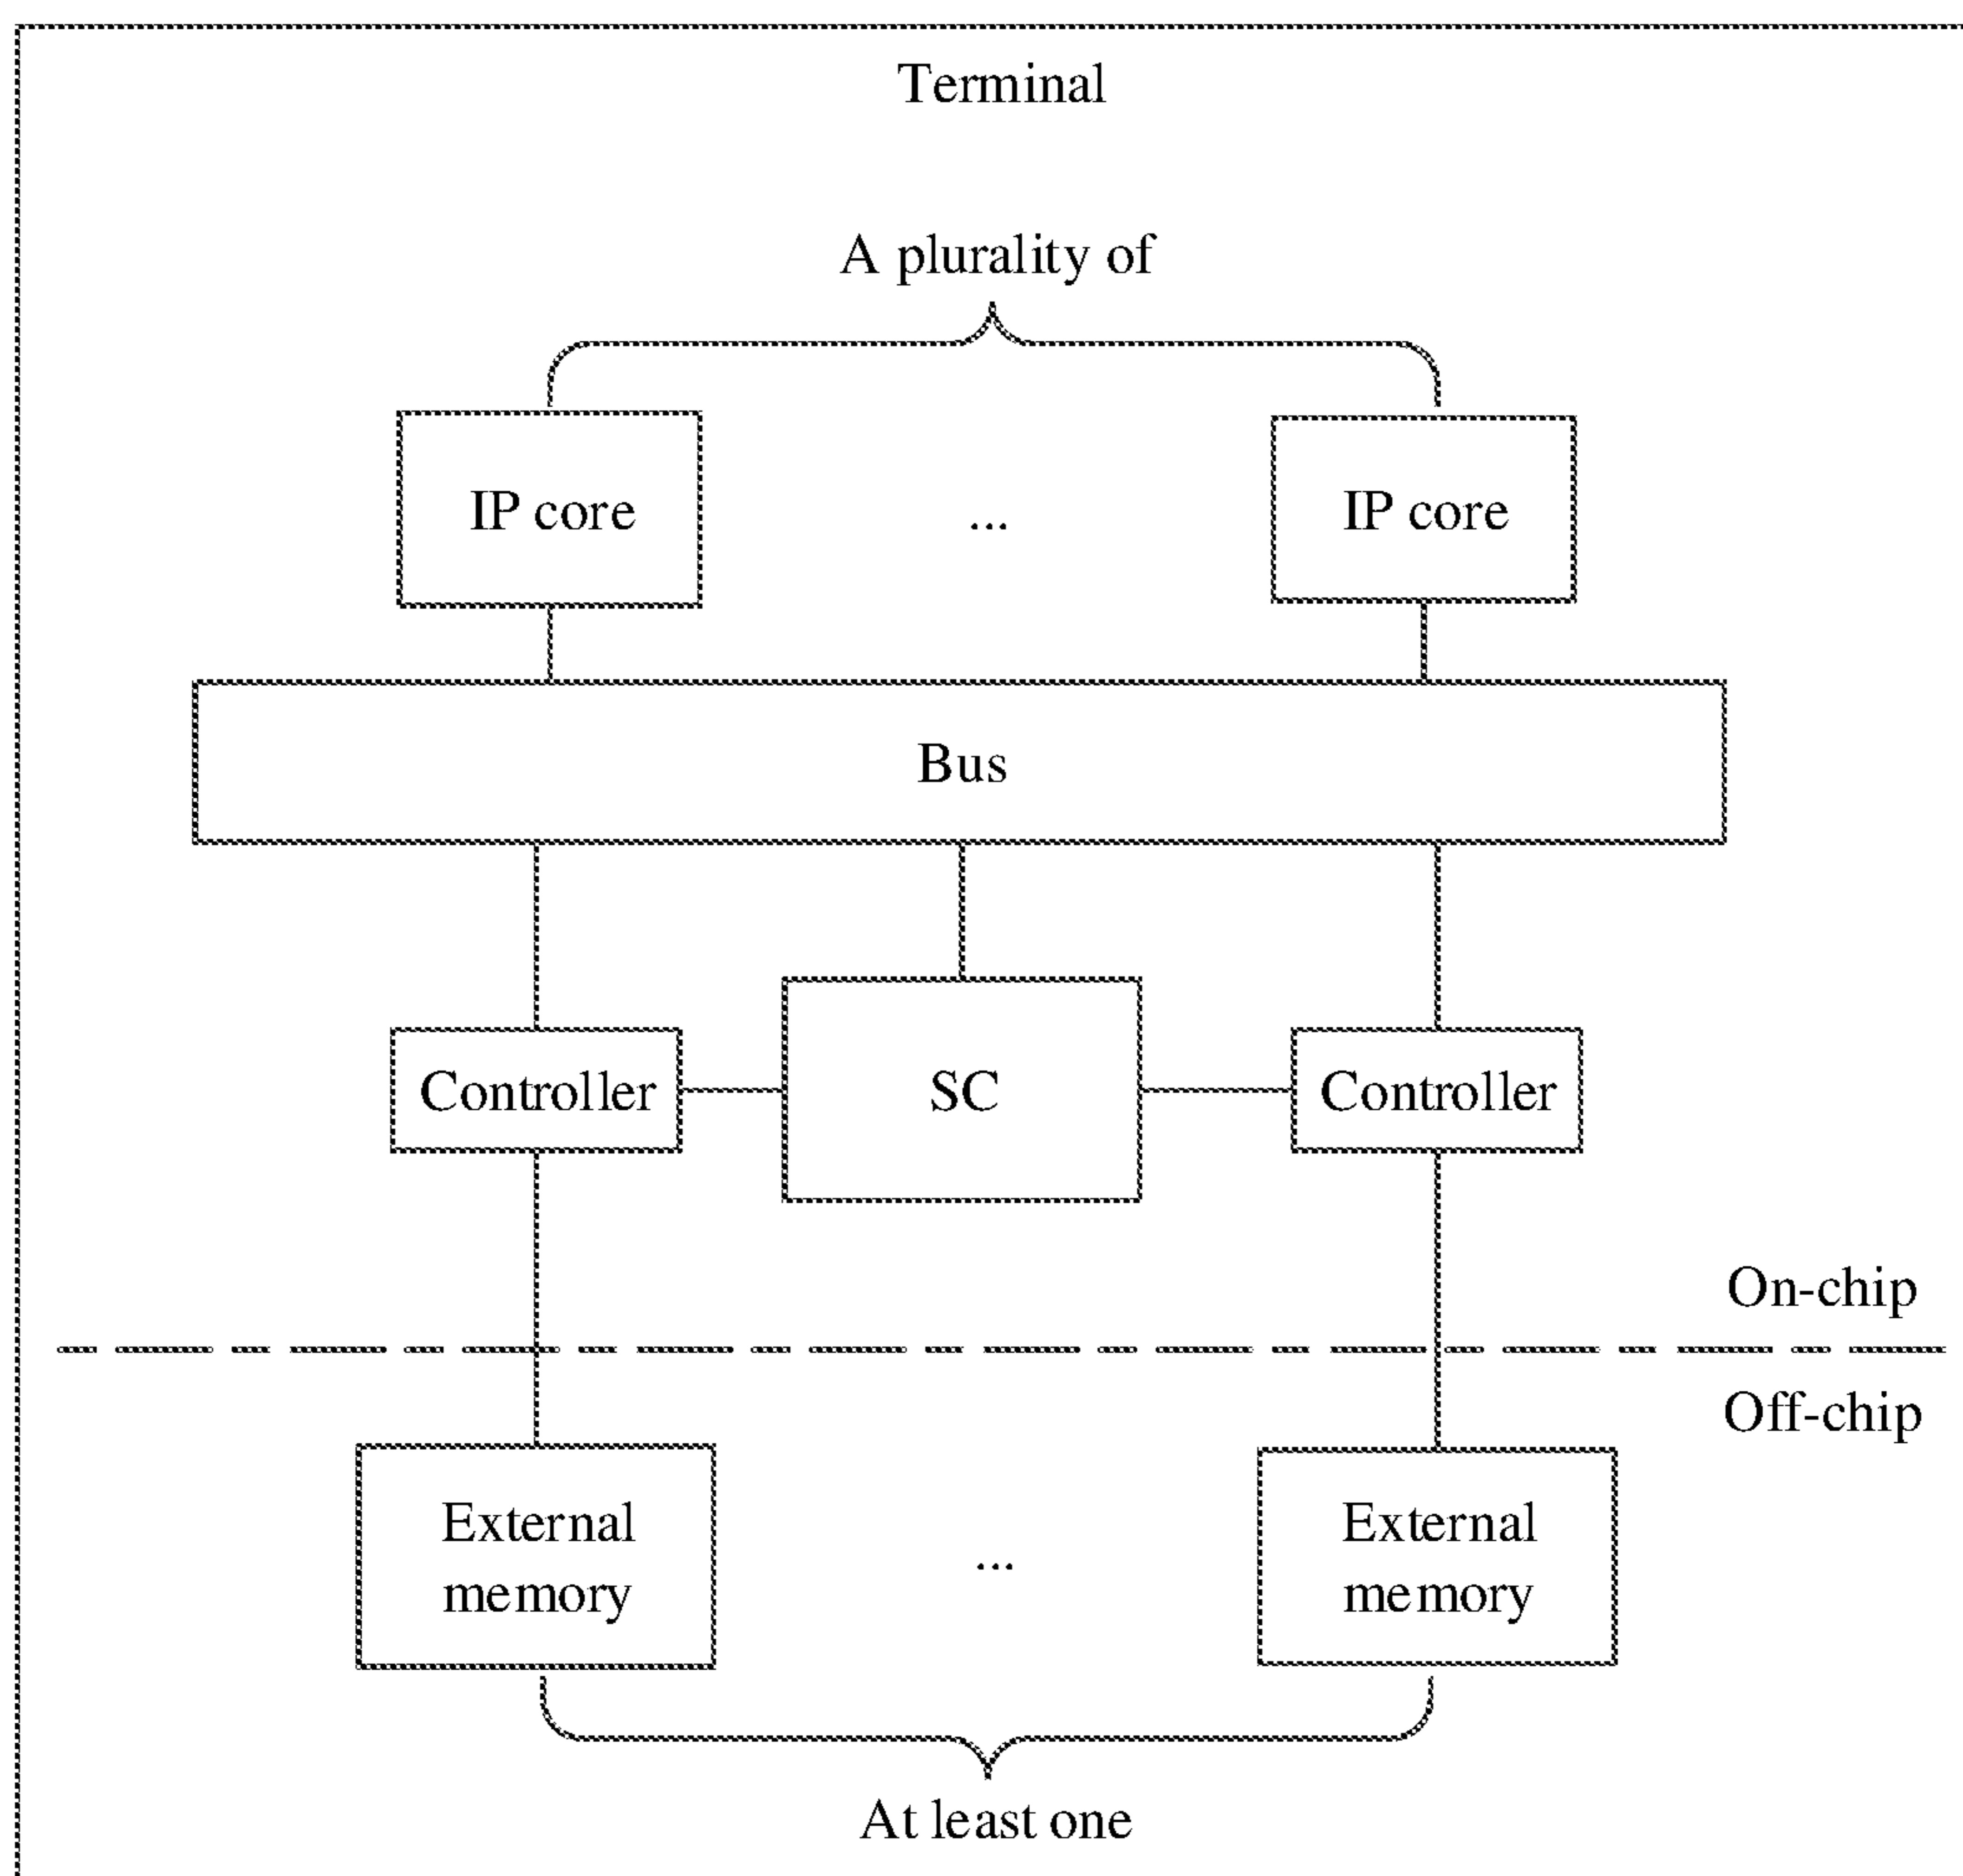 Terminal
A plurality of
IP core
...
IP core
Bus
Controller
SC
Controller
On-chip
Off-chip
External
memory
...
External
memory
At least one